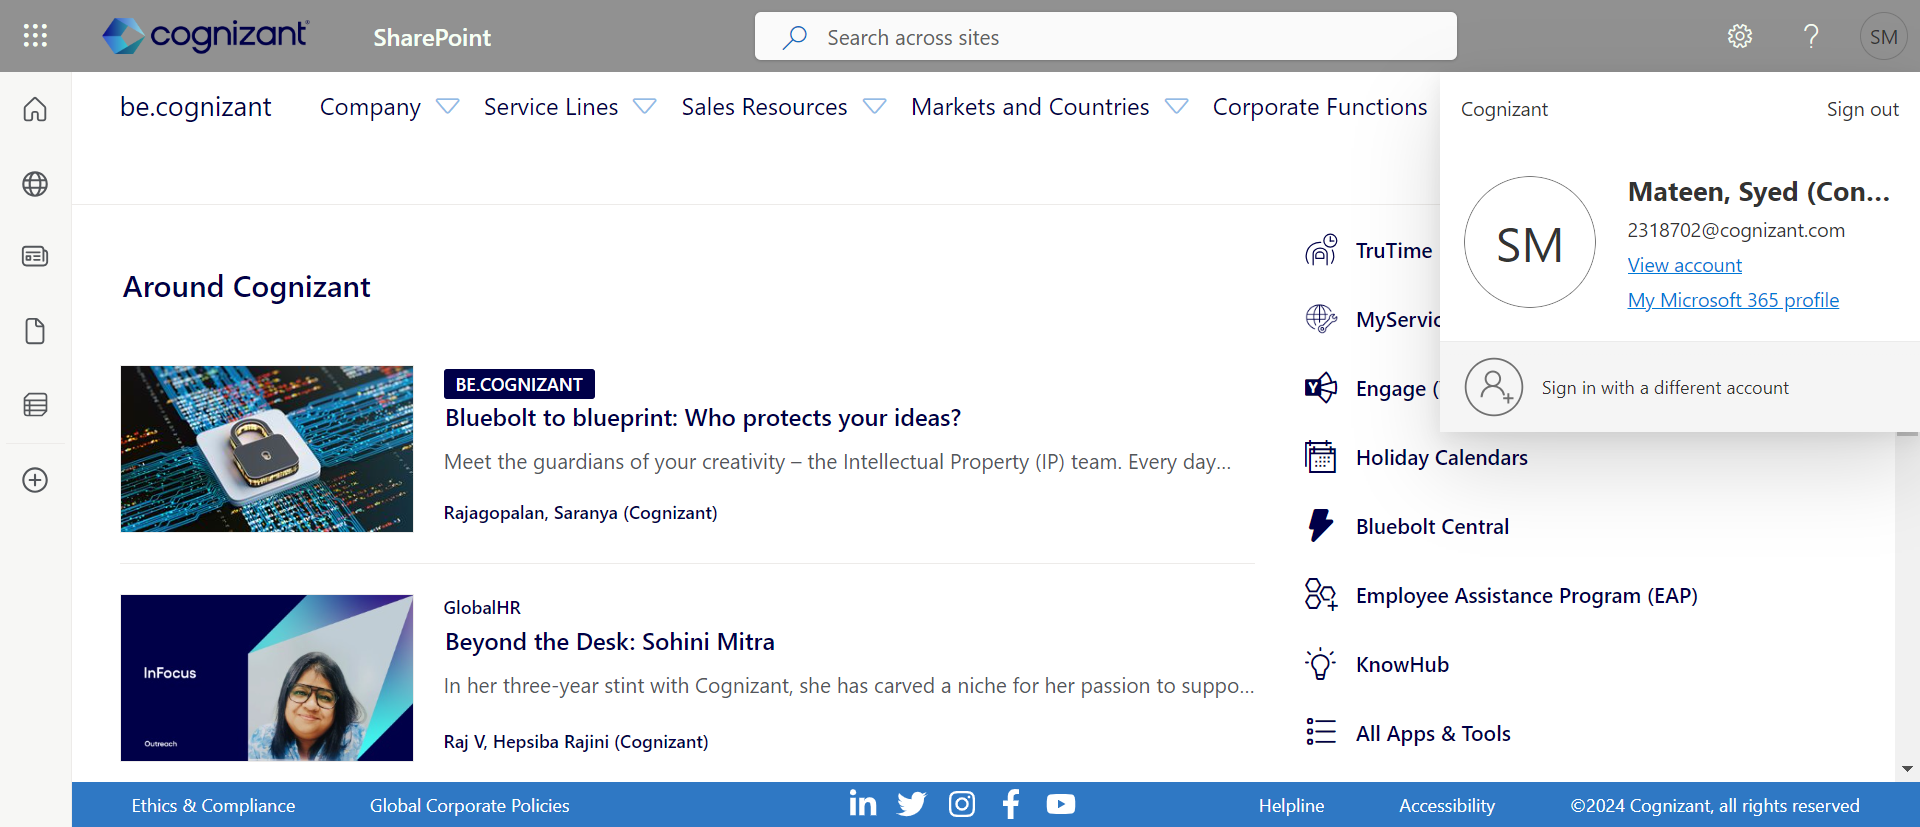 cognizant
SharePoint
Search across sites
SM
be.cognizant
Company
Service Lines
Sales Resources
Markets and Countries
Corporate Functions
Cognizant
Sign out
SM
Mateen, Syed (Con...
2318702@cognizant.com
View account
My Microsoft 365 profile
Sign in with a different account
Around Cognizant
BE.COGNIZANT
Bluebolt to blueprint: Who protects your ideas?
Meet the guardians of your creativity – the Intellectual Property (IP) team. Every day...
Rajagopalan, Saranya (Cognizant)
InFocus
Outreach
GlobalHR
Beyond the Desk: Sohini Mitra
In her three-year stint with Cognizant, she has carved a niche for her passion to suppo...
Raj V, Hepsiba Rajini (Cognizant)
TruTime
MyServic
Engage (
Holiday Calendars
Bluebolt Central
Employee Assistance Program (EAP)
KnowHub
All Apps & Tools
Ethics & Compliance
Global Corporate Policies
Helpline
Accessibility
©2024 Cognizant, all rights reserved